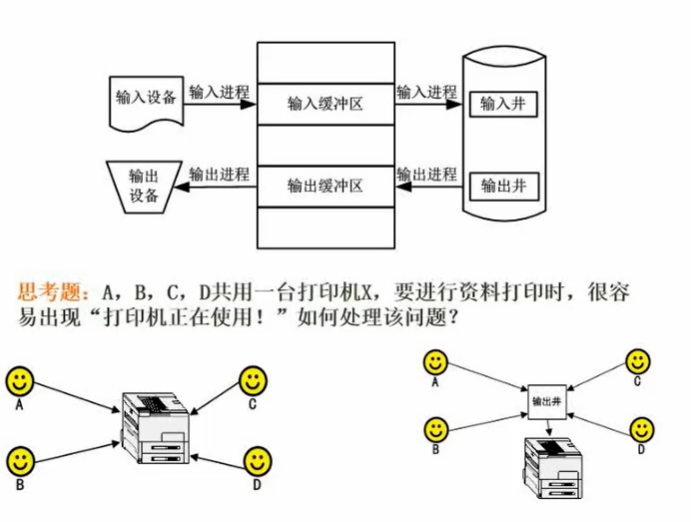 输入设备
输入进程
输入缓冲区
输入进程
输入井
输出设备
输出进程
输出缓冲区
输出进程
输出井
思考题：A，B，C，D共用一台打印机X，要进行资料打印时，很容
易出现“打印机正在使用！”如何处理该问题？
A
C
B
D
A
C
输出井
B
D